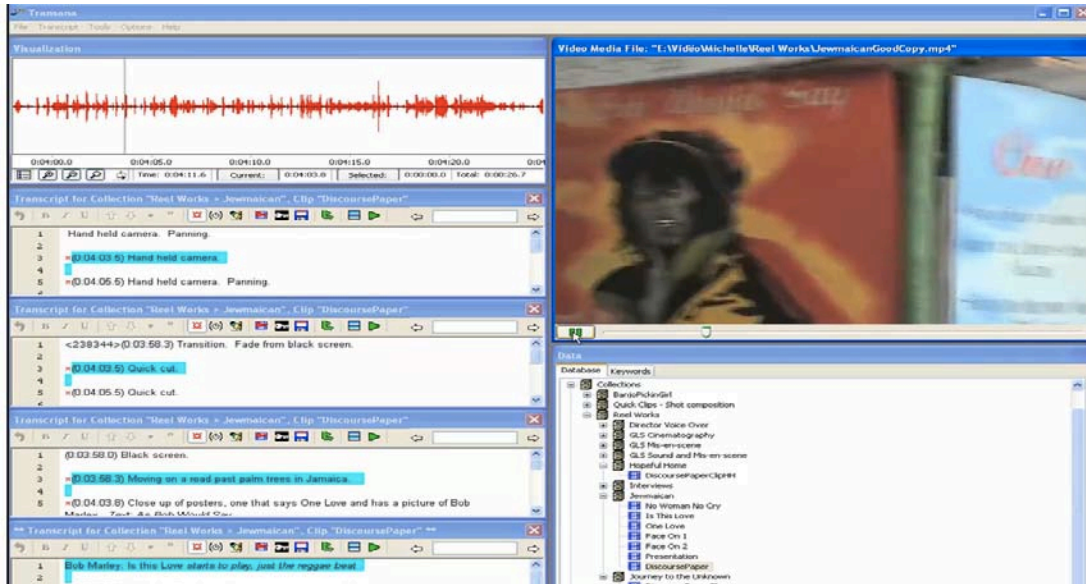 Transana
File Transcript Tools Options Help
Visualization
0:04:00.0 0:04:05.0 0:04:10.0 0:04:15.0 0:04:20.0 0:04
Time: 0:04:11.6 Current: 0:04:03.8 Selected: 0:00:00.0 Total: 0:00:26.7
Transcript for Collection "Reel Works > Jewmaican", Clip "DiscoursePaper"
B I U
1 Hand held camera. Panning.
2
3 (0:04:03.5) Hand held camera.
4
5 (0:04:05.5) Hand held camera. Panning.
Transcript for Collection "Reel Works > Jewmaican", Clip "DiscoursePaper"
B I U
1 <238344>(0:03:58.3) Transition. Fade from black screen.
2
3 (0:04:03.5) Quick cut.
4
5 (0:04:05.5) Quick cut.
Transcript for Collection "Reel Works > Jewmaican", Clip "DiscoursePaper"
B I U
1 (0:03:58.0) Black screen.
2
3 (0:03:58.3) Moving on a road past palm trees in Jamaica.
4
5 (0:04:03.8) Close up of posters, one that says One Love and has a picture of Bob
Marley. Text: As Bob Would Say
** Transcript for Collection "Reel Works > Jewmaican", Clip "DiscoursePaper" **
B I U
1 Bob Marley: Is this Love starts to play, just the reggae beat
2
Video Media File: "E:\Vidiio\Michelle\Reel Works\JewmaicanGoodCopy.mp4"
Say
One
Data
Database Keywords
Collections
BanjoPickinGirl
Quick Clips - Shot composition
Reel Works
Director Voice Over
GLS Cinematography
GLS Mis-en-scene
GLS Sound and Mis-en-scene
Hopeful Home
DiscoursePaperClipHH
Interviews
Jewmaican
No Woman No Cry
Is This Love
One Love
Face On 1
Face On 2
Presentation
DiscoursePaper
Journey to the Unknown